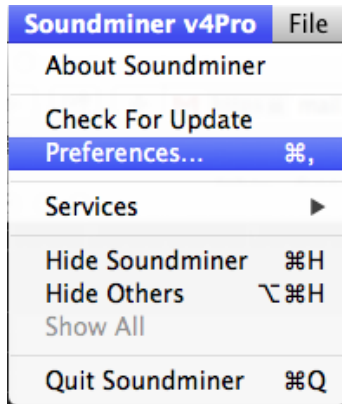 Soundminer v4Pro File
About Soundminer
Check For Update
Preferences... ⌘,
Services ▶
Hide Soundminer ⌘H
Hide Others ⌥⌘H
Show All
Quit Soundminer ⌘Q